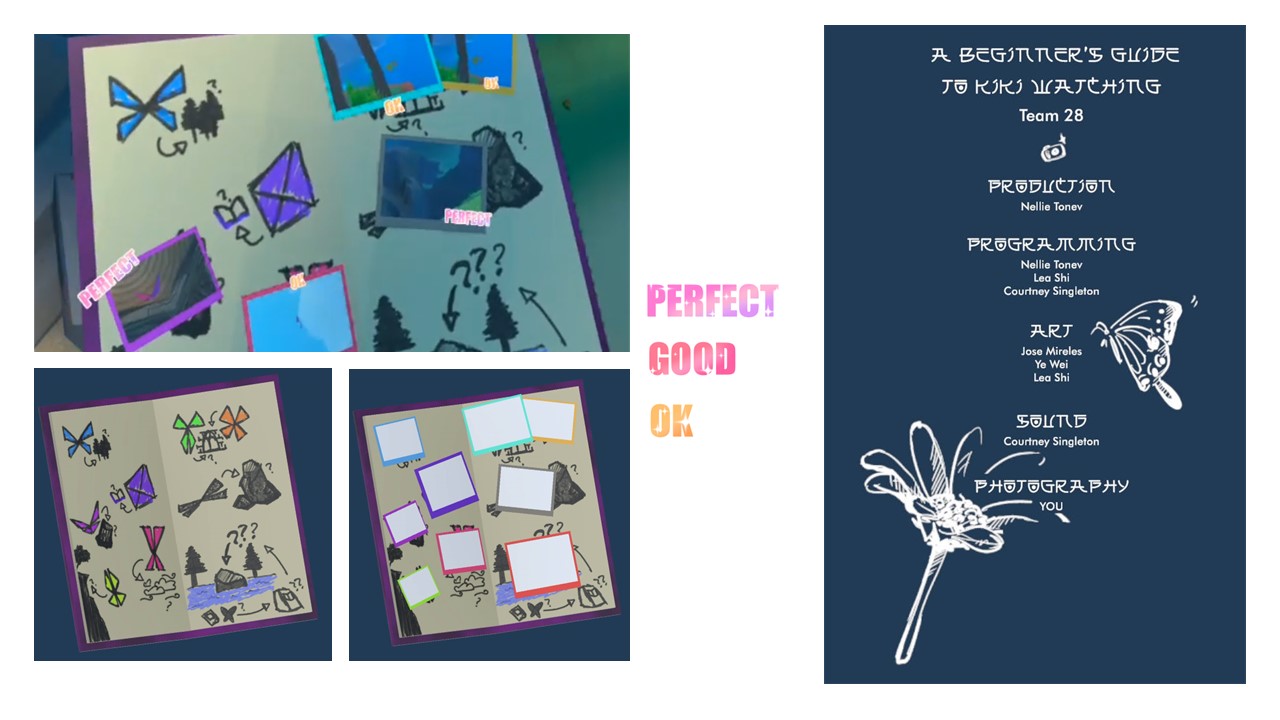 OK
OK
?
?
?
?
PERFECT
PERFECT
OK
???
?
?
???
?
??
?
???
?
??
PERFECT
GOOD
OK
A BEGINNER'S GUIDE
TO KIKI WATCHING
Team 28
PRODUCTION
Nellie Tonev
PROGRAMMING
Nellie Tonev
Lea Shi
Courtney Singleton
ART
Jose Mireles
Ye Wei
Lea Shi
SOUND
Courtney Singleton
PHOTOGRAPHY
YOU